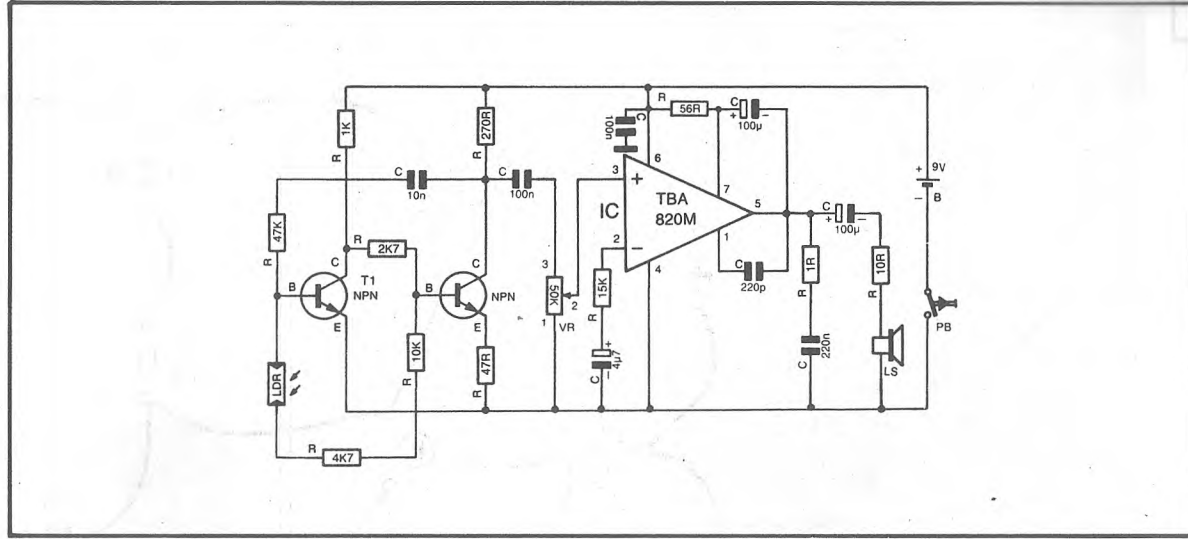 R
1K
R
R
270R
R
C
10n
C
100n
R
47K
R
R
2K7
C
T1
NPN
B
E
C
B
NPN
E
R
10K
R
R
47R
R
LDR
R
4K7
3
50K
2
1
VR
C
100n
R
56R
C
+
100µ
−
6
3
+
IC
TBA
820M
7
5
2
−
1
4
15K
R
+
4µ7
C
−
C
220p
C
+
100µ
−
1R
R
10R
R
220n
C
LS
+
9V
−
B
PB